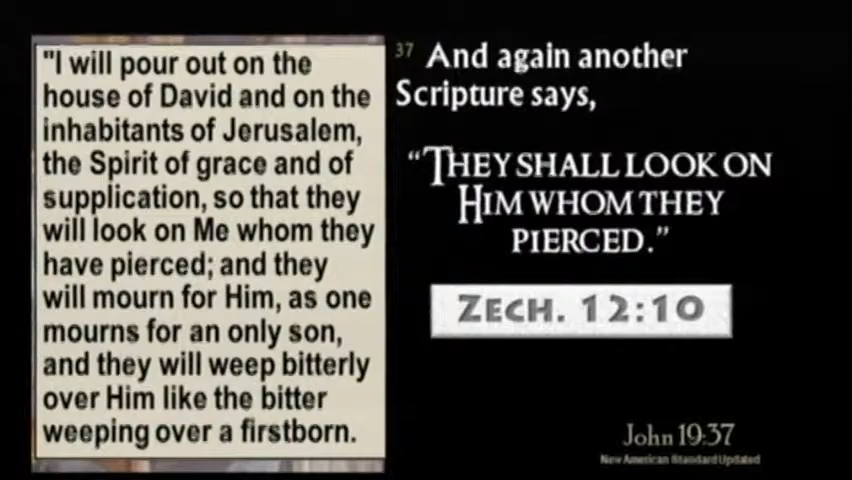 "I will pour out on the
house of David and on the
inhabitants of Jerusalem,
the Spirit of grace and of
supplication, so that they
will look on Me whom they
have pierced; and they
will mourn for Him, as one
mourns for an only son,
and they will weep bitterly
over Him like the bitter
weeping over a firstborn.
37 And again another
Scripture says,
“THEY SHALL LOOK ON
HIM WHOM THEY
PIERCED.”
ZECH. 12:10
John 19:37
New American Standard Updated